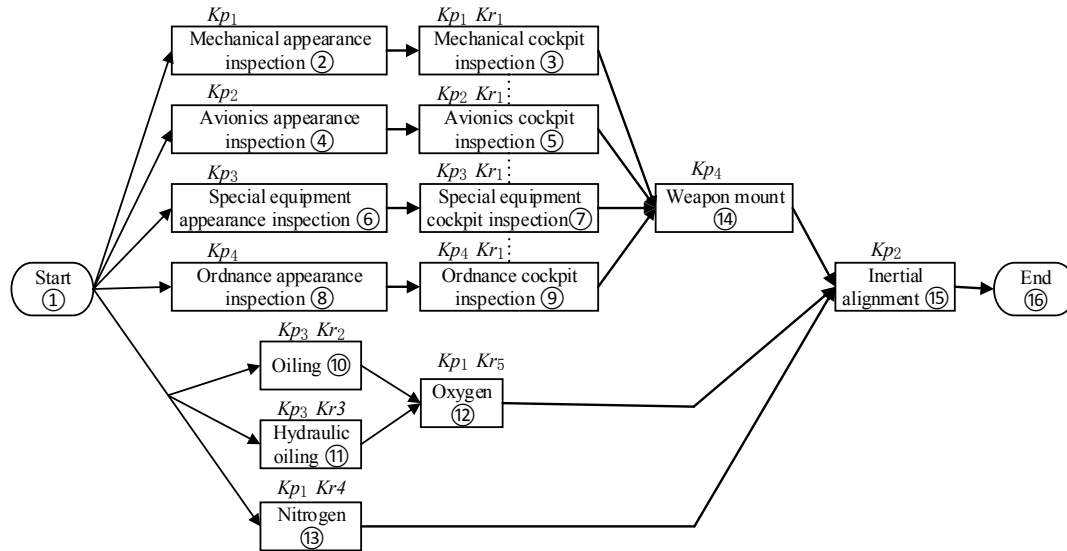 Kp1
Kp1 Kr1
Mechanical appearance
inspection ②
Mechanical cockpit
inspection ③
Kp2
Kp2 Kr1
Avionics appearance
inspection ④
Avionics cockpit
inspection ⑤
Kp3
Kp3 Kr1
Kp4
Special equipment
appearance inspection ⑥
Special equipment
cockpit inspection⑦
Weapon mount
⑭
Kp4
Kp4 Kr1
Kp2
Start
①
Ordnance appearance
inspection ⑧
Ordnance cockpit
inspection ⑨
Inertial
alignment ⑮
End
⑯
Kp3 Kr2
Oiling ⑩
Kp1 Kr5
Oxygen
⑫
Kp3 Kr3
Hydraulic
oiling ⑪
Kp1 Kr4
Nitrogen
⑬